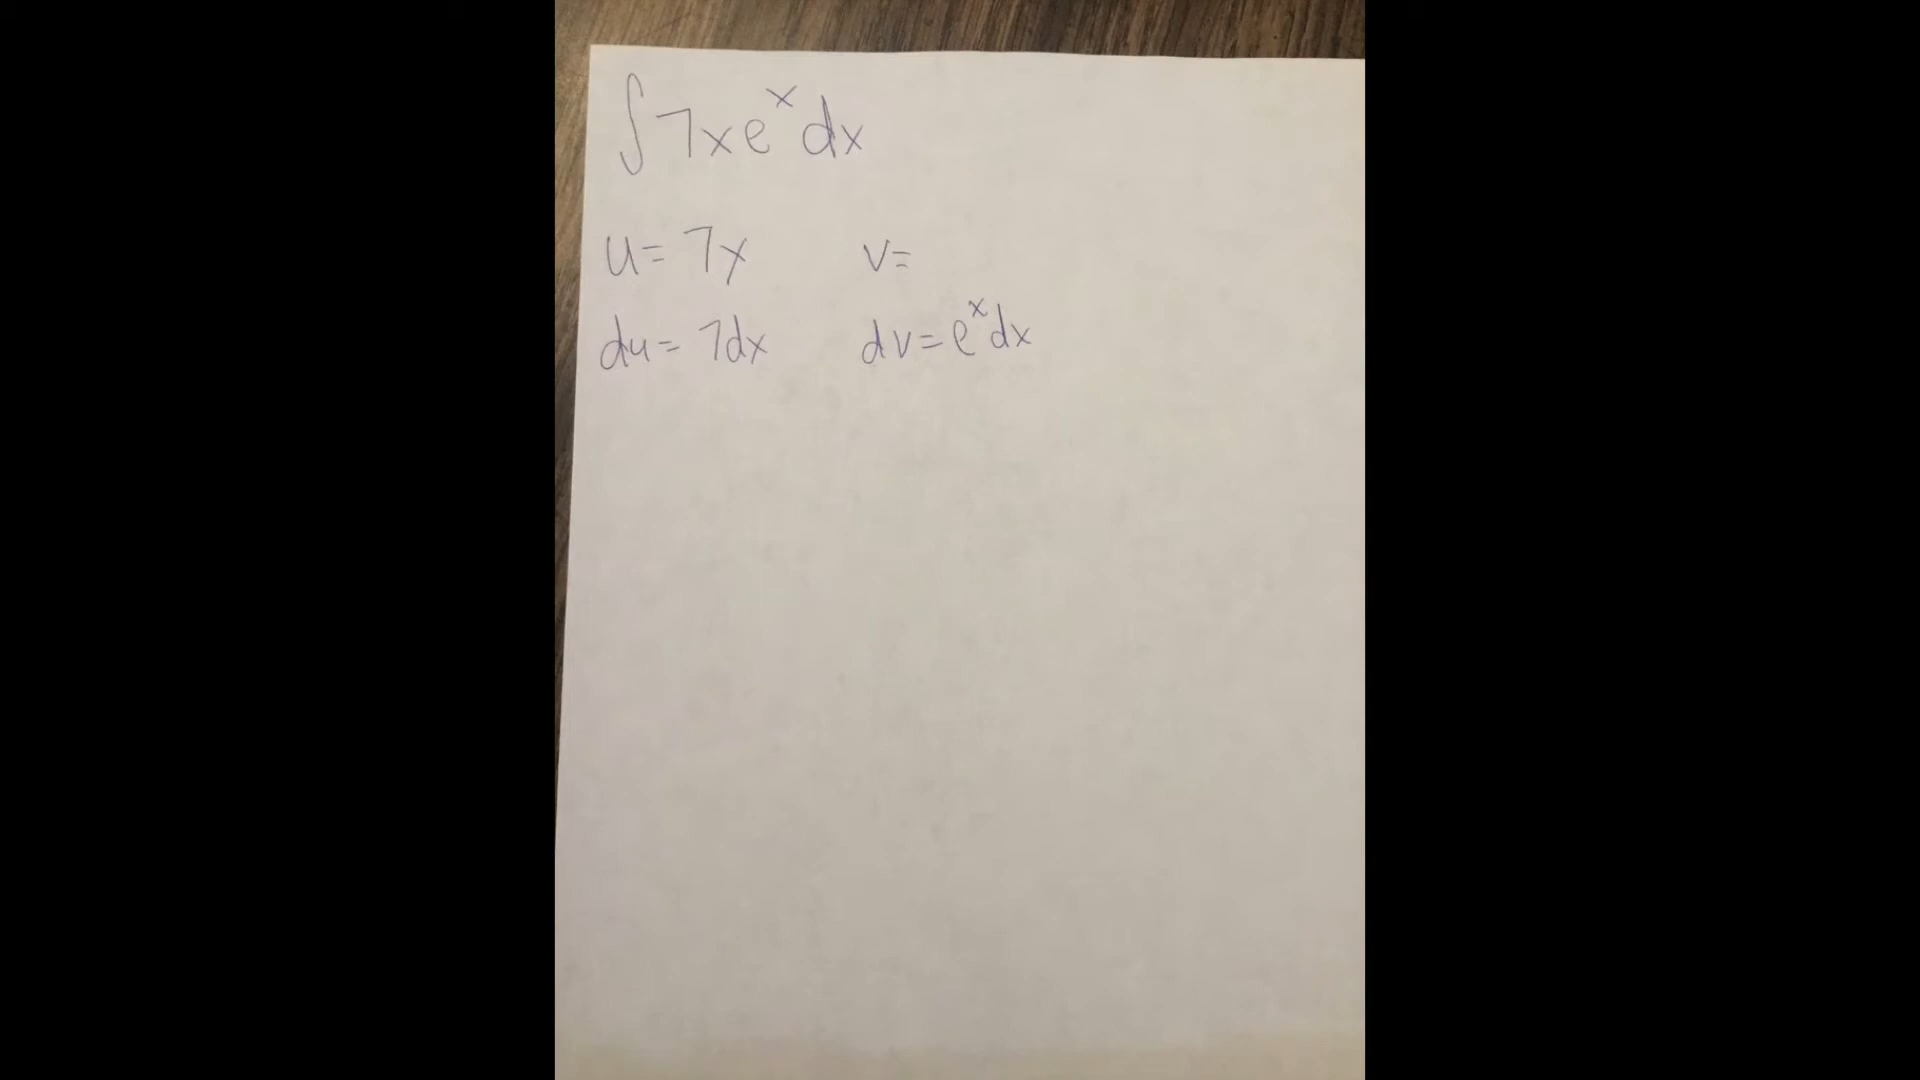 ∫7xe^x dx
u= 7x v=
du= 7dx dv= e^x dx